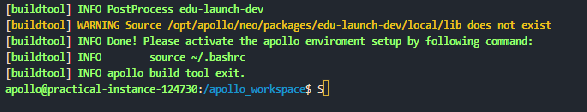 [buildtool] INFO PostProcess edu-launch-dev
[buildtool] WARNING Source /opt/apollo/neo/packages/edu-launch-dev/local/lib does not exist
[buildtool] INFO Done! Please activate the apollo enviroment setup by following command:
[buildtool] INFO        source ~/.bashrc
[buildtool] INFO apollo build tool exit.
apollo@practical-instance-124730:/apollo_workspace$ S